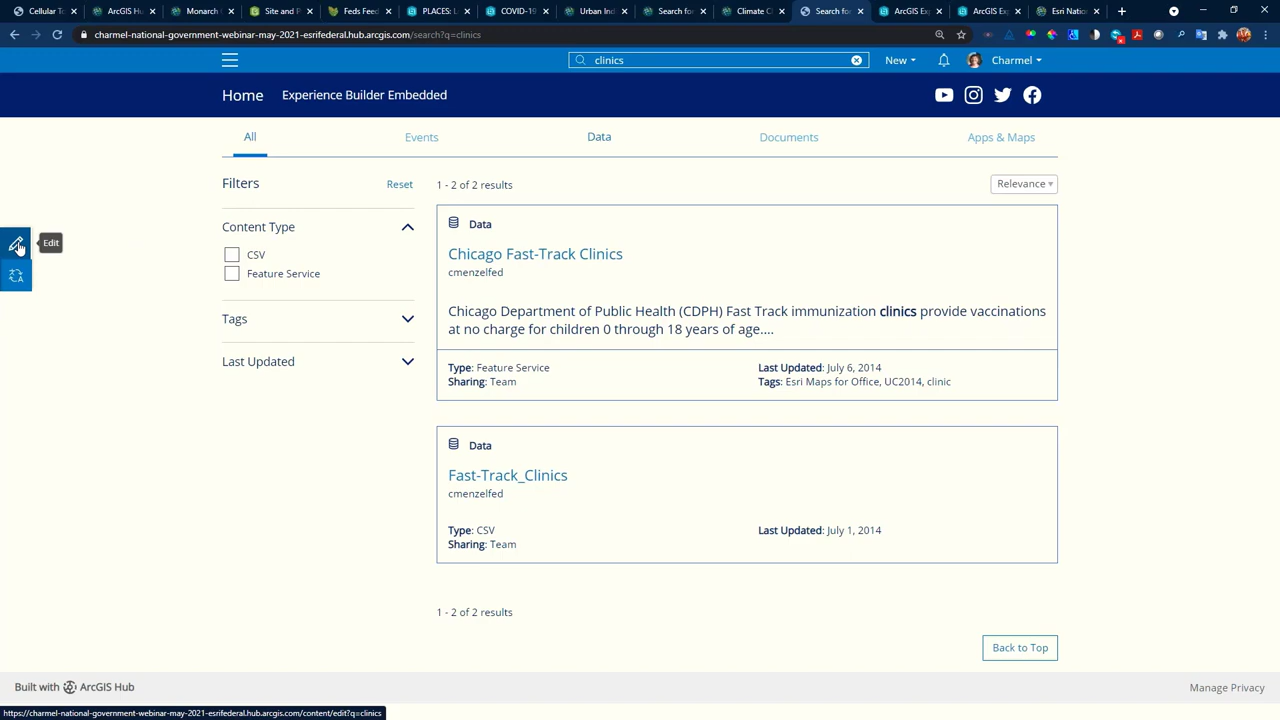 Cellular To
ArcGIS Hu
Monarch
Site and P
Feds Feed
PLACES: L
COVID-19
Urban Ind
Search for
Climate C
Search for
ArcGIS Exp
ArcGIS Exp
Esri Natio
charmel-national-government-webinar-may-2021-esrifederal.hub.arcgis.com/search?q=clinics
clinics
New
Charmel
Home
Experience Builder Embedded
All
Events
Data
Documents
Apps & Maps
Filters
Reset
1 - 2 of 2 results
Relevance
Edit
Content Type
CSV
Feature Service
Tags
Last Updated
Data
Chicago Fast-Track Clinics
cmenzelfed
Chicago Department of Public Health (CDPH) Fast Track immunization clinics provide vaccinations
at no charge for children 0 through 18 years of age....
Type: Feature Service
Last Updated: July 6, 2014
Sharing: Team
Tags: Esri Maps for Office, UC2014, clinic
Data
Fast-Track_Clinics
cmenzelfed
Type: CSV
Last Updated: July 1, 2014
Sharing: Team
1 - 2 of 2 results
Back to Top
Built with ArcGIS Hub
Manage Privacy
https://charmel-national-government-webinar-may-2021-esrifederal.hub.arcgis.com/content/edit?q=clinics